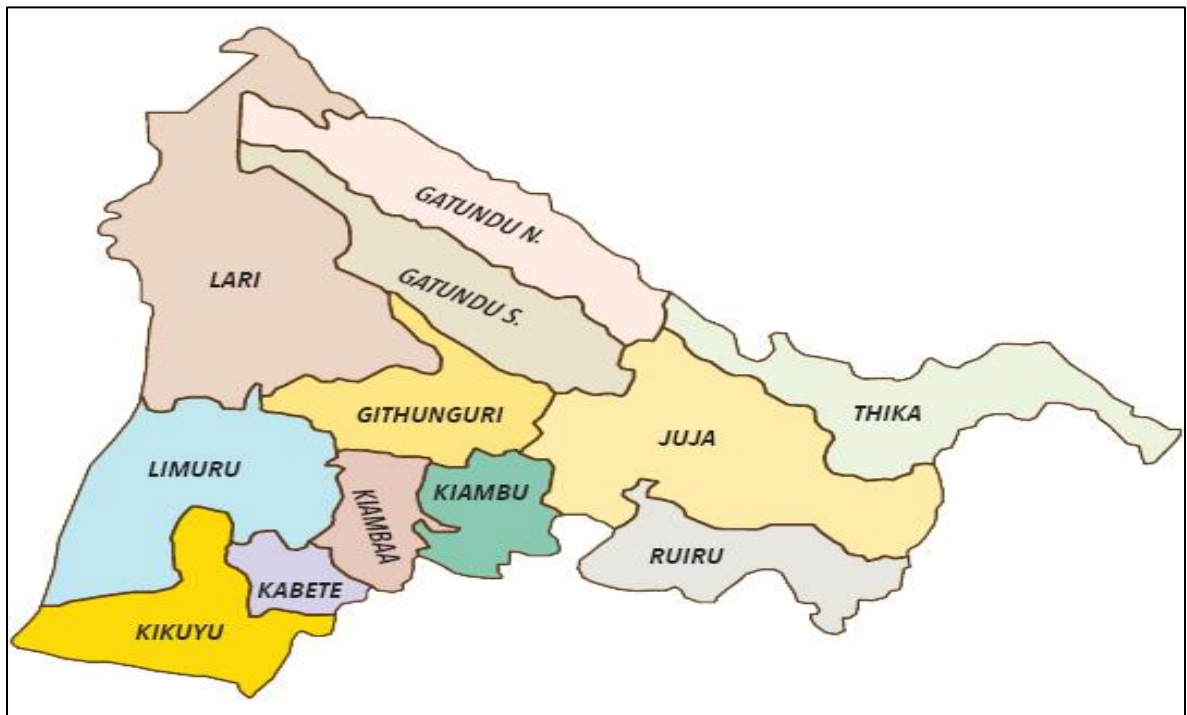 GATUNDU N.
LARI
GATUNDU S.
GITHUNGURI
JUJA
THIKA
LIMURU
KIAMBAA
KIAMBU
RUIRU
KABETE
KIKUYU